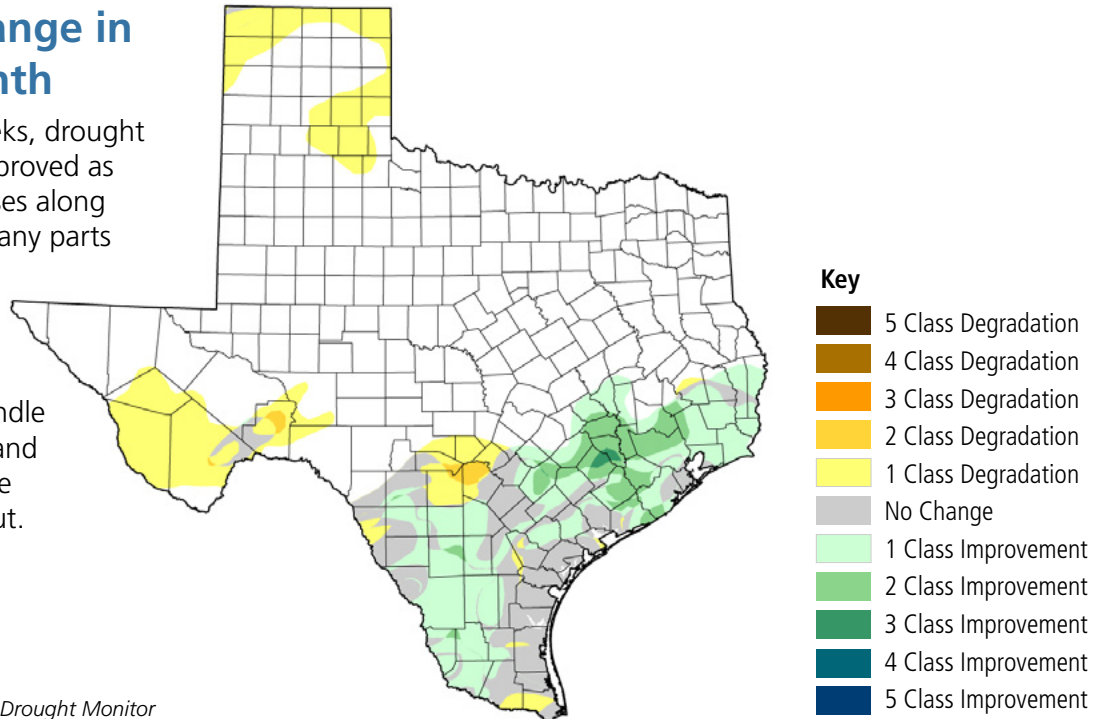 ange in
nth
eks, drought
proved as
ses along
any parts
ndle
and
e
ut.
Drought Monitor
Key
5 Class Degradation
4 Class Degradation
3 Class Degradation
2 Class Degradation
1 Class Degradation
No Change
1 Class Improvement
2 Class Improvement
3 Class Improvement
4 Class Improvement
5 Class Improvement